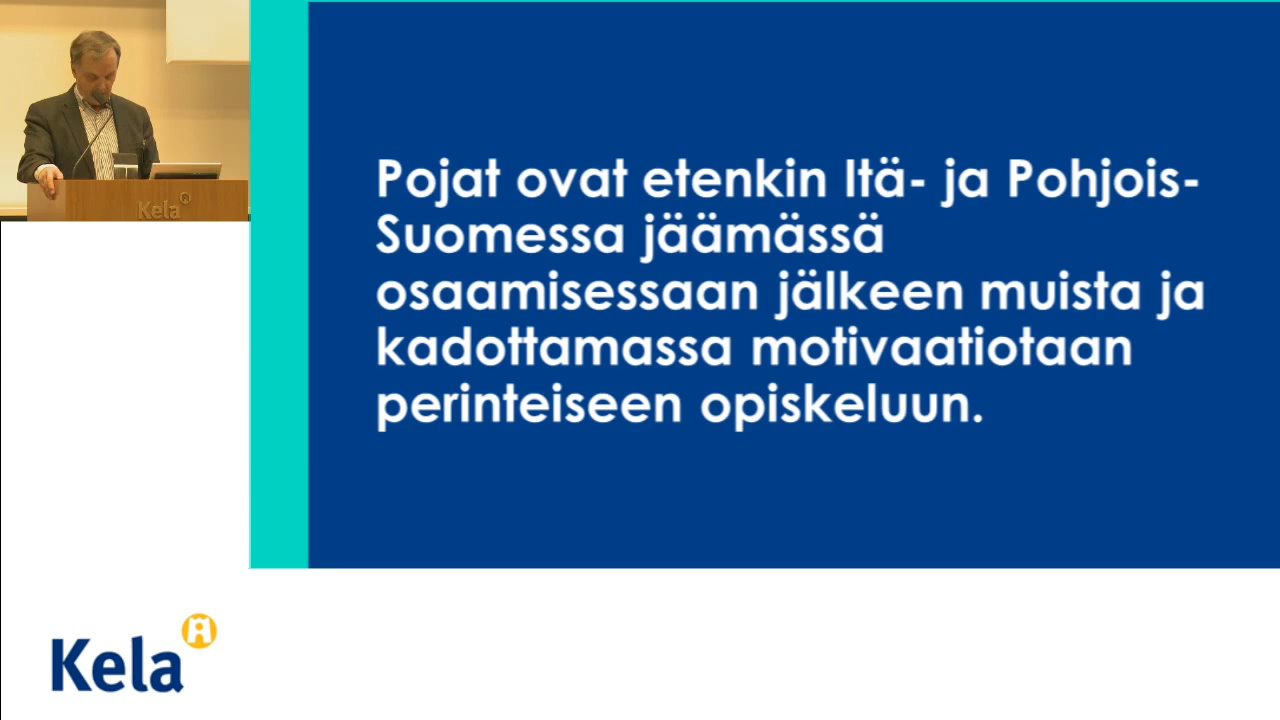 Kela
Pojat ovat etenkin Itä- ja Pohjois-
Suomessa jäämässä
osaamisessaan jälkeen muista ja
kadottamassa motivaatiotaan
perinteiseen opiskeluun.
Kela